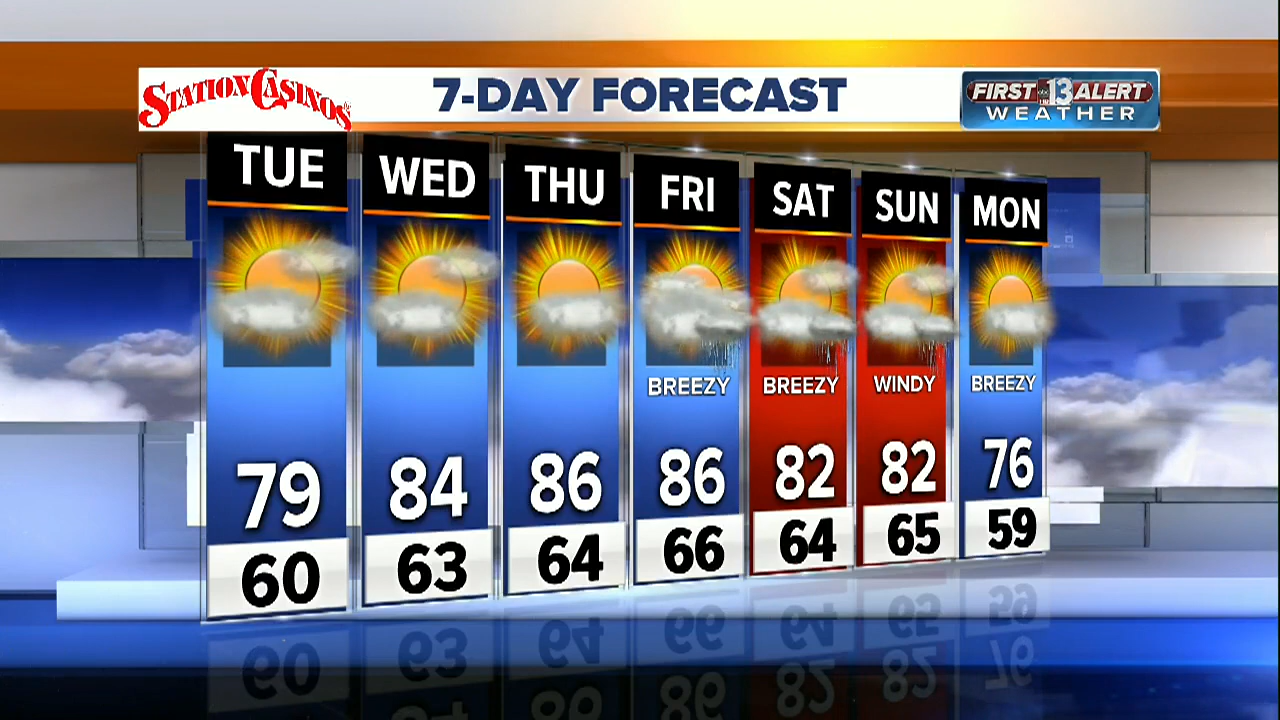 STATION CASINOS
7-DAY FORECAST
FIRST abc 13 ALERT
WEATHER
TUE WED THU FRI SAT SUN MON
BREEZY BREEZY WINDY BREEZY
79 84 86 86 82 82 76
60 63 64 66 64 65 59